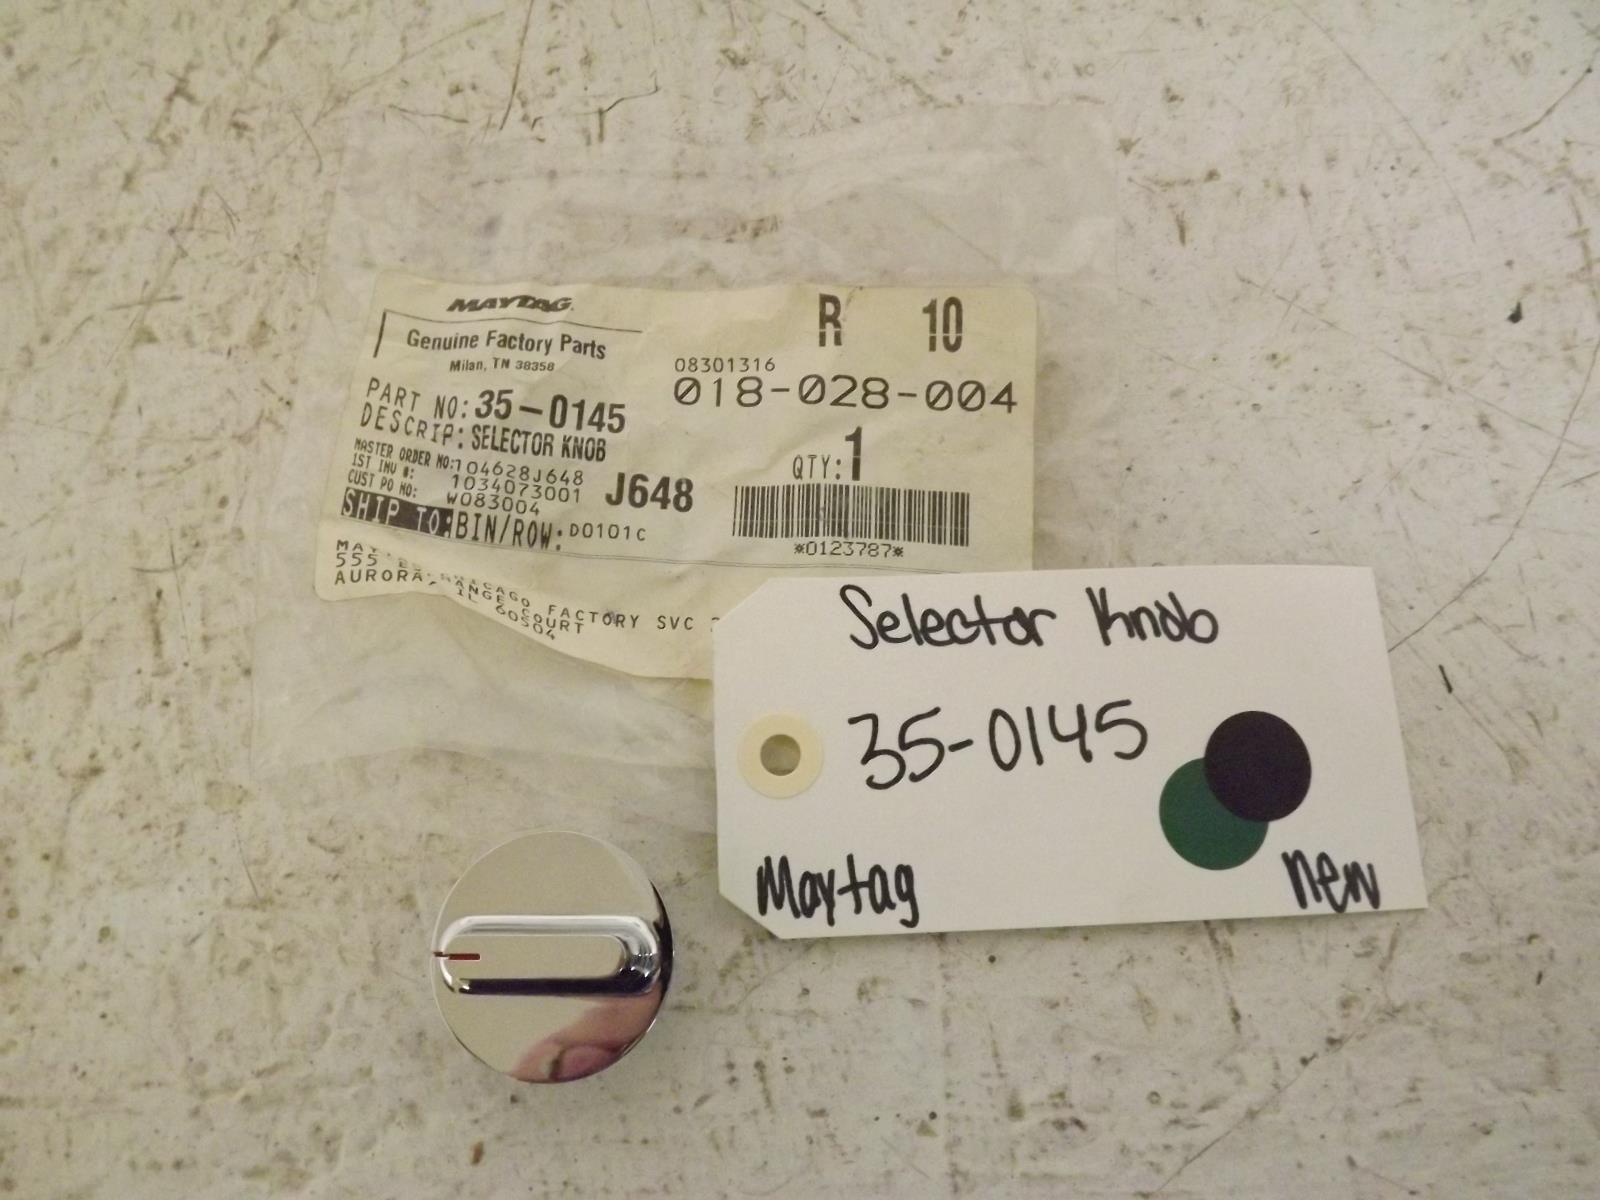 MAYTAG
Genuine Factory Parts
Milan, TN 38358
R 10
08301316
018-028-004
PART NO: 35-0145
DESCRIP: SELECTOR KNOB
MASTER ORDER NO: 104628J648
1ST INV #: 1034073001
CUST PO NO: W083004
J648
QTY: 1
*0123787*
SHIP TO: BIN/ROW: D0101C
FACTORY SVC
555 COURT
AURORA, IL 60504
Selector Knob
35-0145
Maytag
new